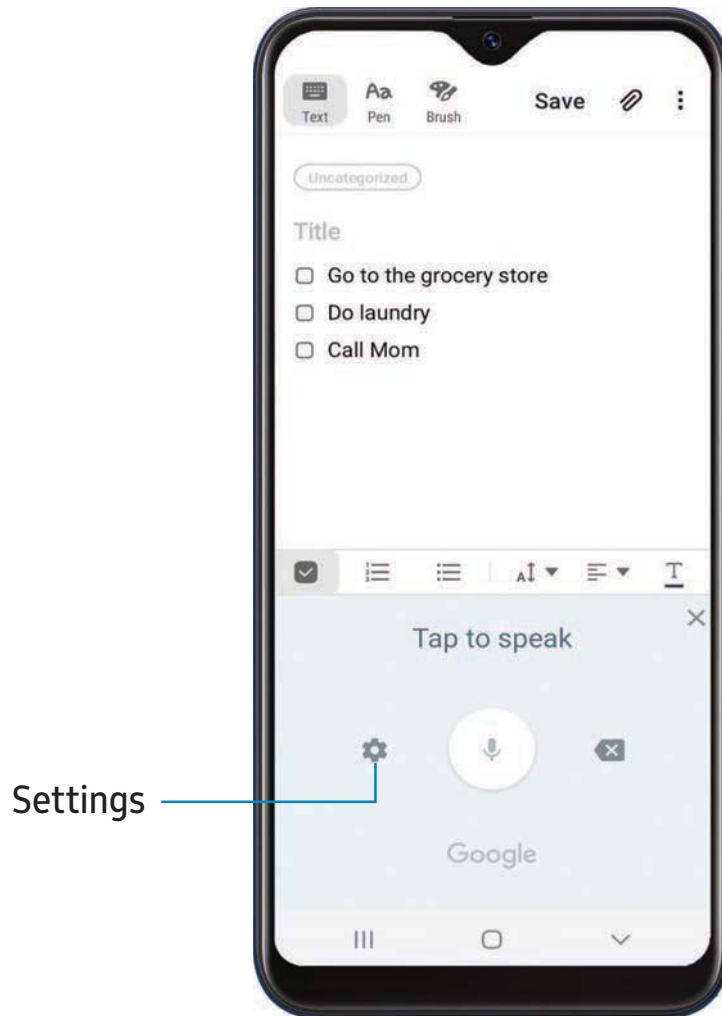 Text
Aa
Pen
Brush
Save
Uncategorized
Title
Go to the grocery store
Do laundry
Call Mom
A
T
Tap to speak
Settings
Google